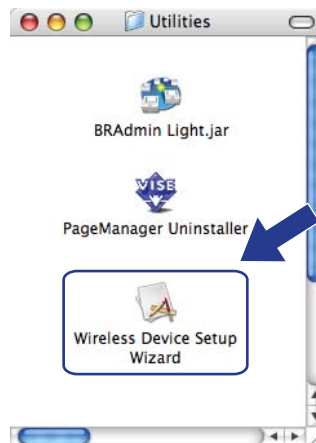 Utilities
BRAdmin Light.jar
VISE
PageManager Uninstaller
Wireless Device Setup
Wizard